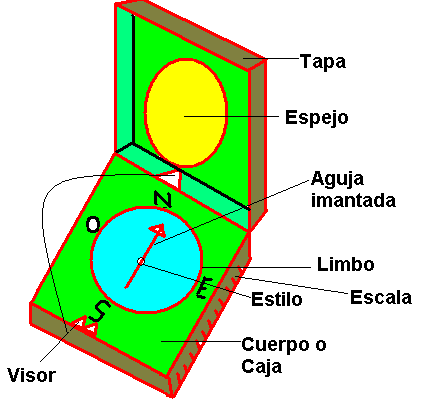 Tapa
Espejo
Aguja
imantada
N
O
Limbo
E
Estilo
Escala
S
Cuerpo o
Caja
Visor